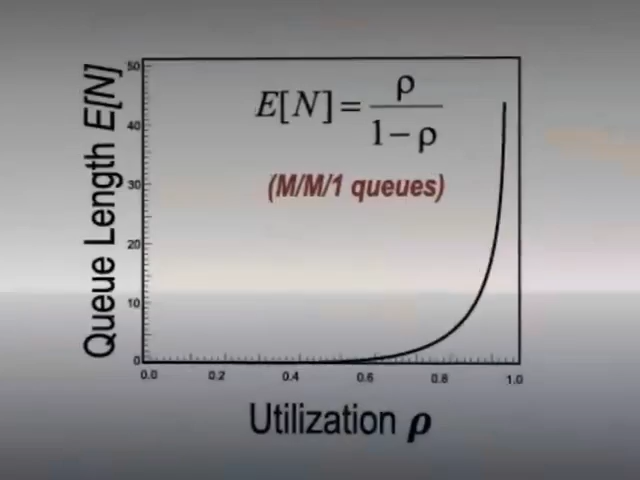 Queue Length E[N]
50
40
30
20
10
0
E[N] = ρ / 1 − ρ
(M/M/1 queues)
0.0 0.2 0.4 0.6 0.8 1.0
Utilization ρ